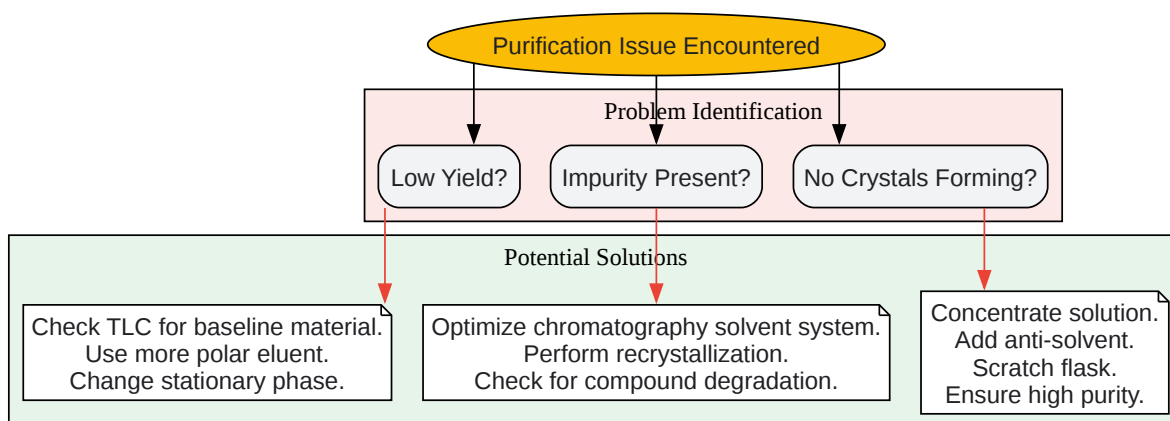 Purification Issue Encountered
Problem Identification
Low Yield?
Impurity Present?
No Crystals Forming?
Potential Solutions
Check TLC for baseline material.
Use more polar eluent.
Change stationary phase.
Optimize chromatography solvent system.
Perform recrystallization.
Check for compound degradation.
Concentrate solution.
Add anti-solvent.
Scratch flask.
Ensure high purity.